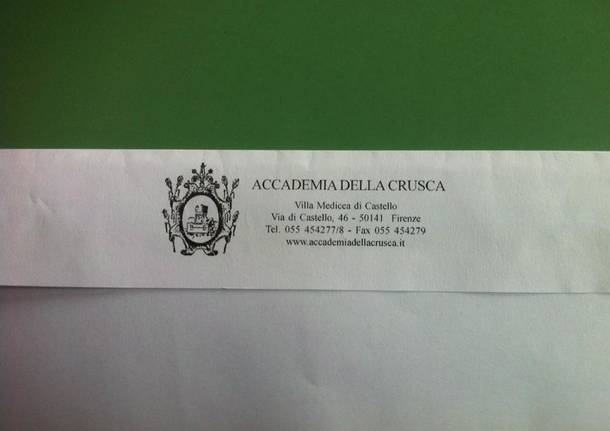 ACCADEMIA DELLA CRUSCA
Villa Medicea di Castello
Via di Castello, 46 - 50141 Firenze
Tel. 055 454277/8 - Fax 055 454279
www.accademiadellacrusca.it